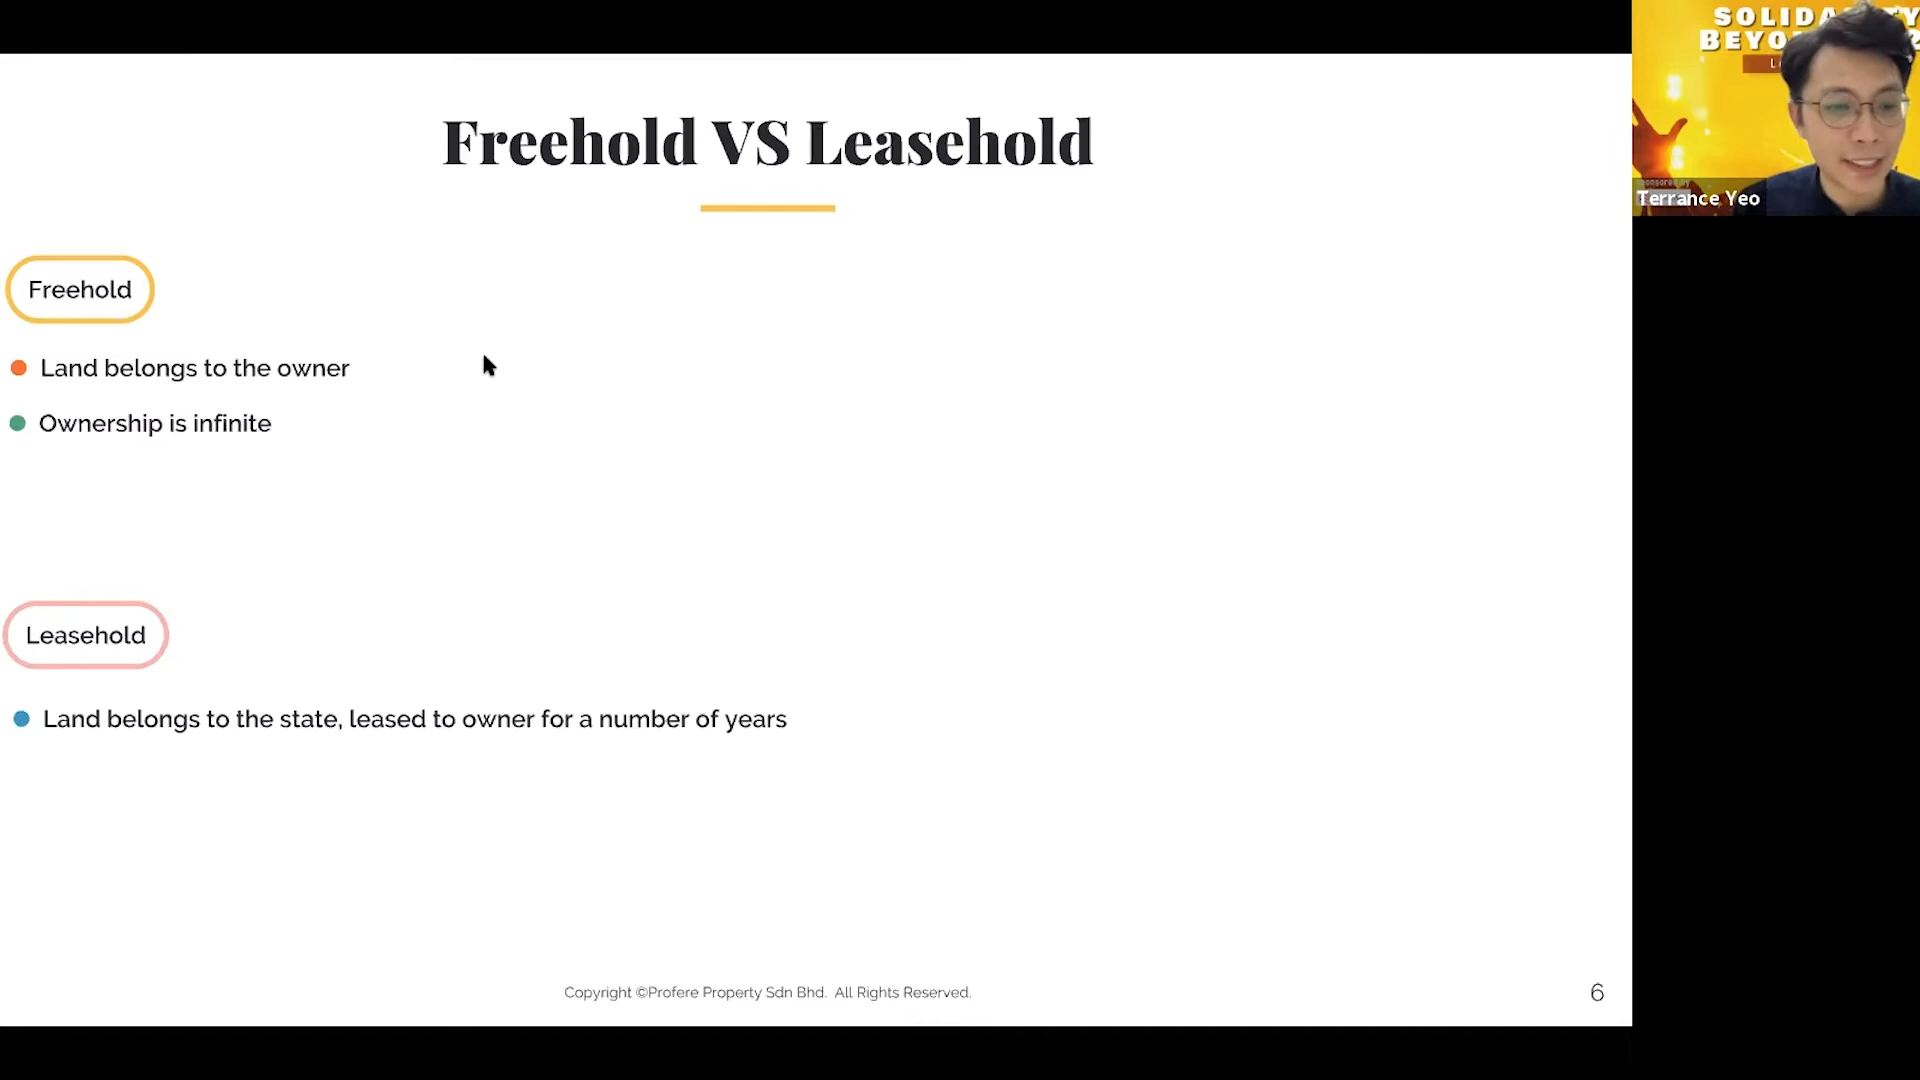 Freehold VS Leasehold
Freehold
Land belongs to the owner
Ownership is infinite
Leasehold
Land belongs to the state, leased to owner for a number of years
Copyright ©Profere Property Sdn Bhd. All Rights Reserved.
6
Terrance Yeo